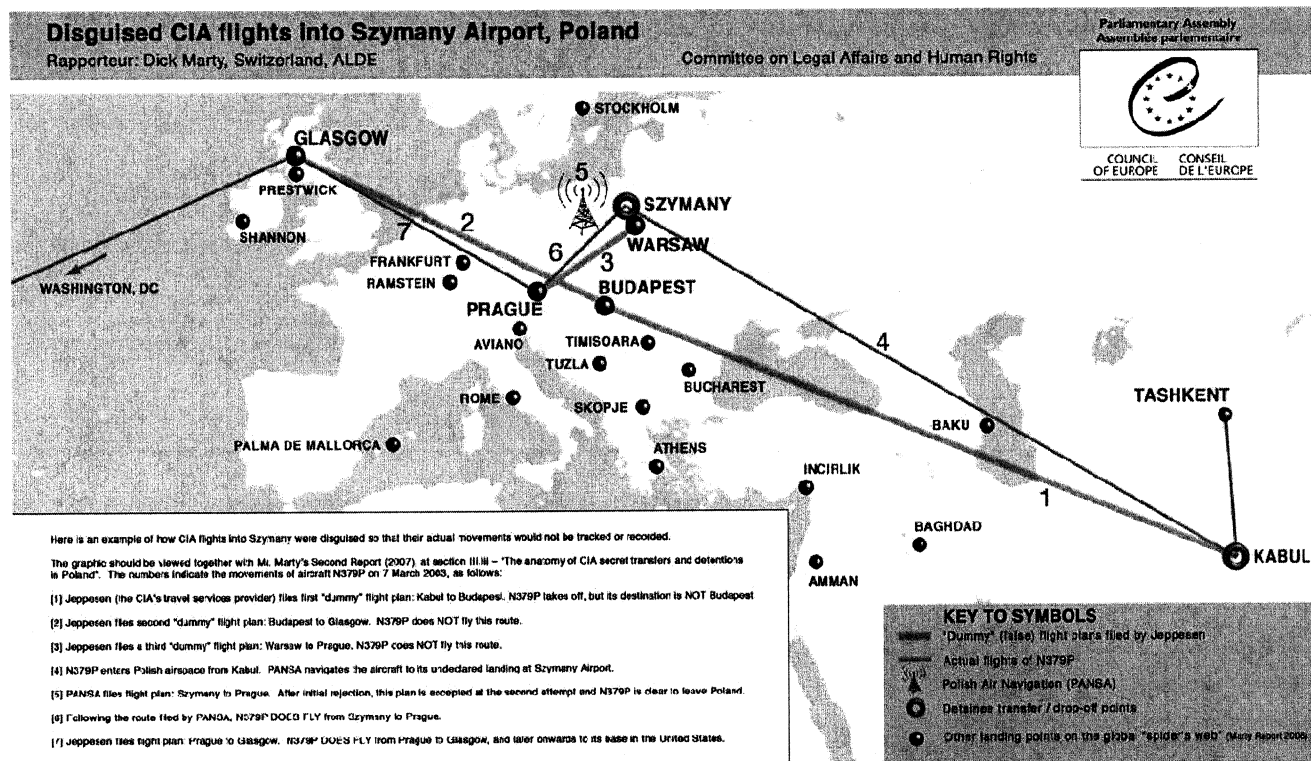 Disguised CIA flights into Szymany Airport, Poland
Rapporteur: Dick Marty, Switzerland, ALDE
Committee on Legal Affairs and Human Rights
Parliamentary Assembly
Assemblée parlementaire
COUNCIL OF EUROPE
CONSEIL DE L'EUROPE
STOCKHOLM
GLASGOW
PRESTWICK
5
SZYMANY
SHANNON
7
2
WARSAW
6
3
FRANKFURT
RAMSTEIN
WASHINGTON, DC
BUDAPEST
PRAGUE
AVIANO
TIMISOARA
4
TUZLA
BUCHAREST
ROME
SKOPJE
TASHKENT
BAKU
PALMA DE MALLORCA
ATHENS
INCIRLIK
1
BAGHDAD
KABUL
AMMAN
Here is an example of how CIA flights into Szymany were disguised so that their actual movements would not be tracked or recorded.
The graphic should be viewed together with Mr. Marty's Second Report (2007), at section III.iii – "The anatomy of CIA secret transfers and detentions
in Poland". The numbers indicate the movements of aircraft N379P on 7 March 2003, as follows:
[1] Jeppesen (the CIA's travel services provider) files first "dummy" flight plan: Kabul to Budapest. N379P takes off, but its destination is NOT Budapest
[2] Jeppesen files second "dummy" flight plan: Budapest to Glasgow. N379P does NOT fly this route.
[3] Jeppesen files a third "dummy" flight plan: Warsaw to Prague. N379P does NOT fly this route.
[4] N379P enters Polish airspace from Kabul. PANSA navigates the aircraft to its undeclared landing at Szymany Airport.
[5] PANSA files flight plan: Szymany to Prague. After initial rejection, this plan is accepted at the second attempt and N379P is clear to leave Poland.
[6] Following the route filed by PANSA, N379P DOES FLY from Szymany to Prague.
[7] Jeppesen files flight plan: Prague to Glasgow. N379P DOES FLY from Prague to Glasgow, and later onwards to its base in the United States.
KEY TO SYMBOLS
"Dummy" (false) flight plans filed by Jeppesen
Actual flights of N379P
Polish Air Navigation (PANSA)
Detainee transfer / drop-off points
Other landing points on the global "spider's web" (Marty Report 2006)